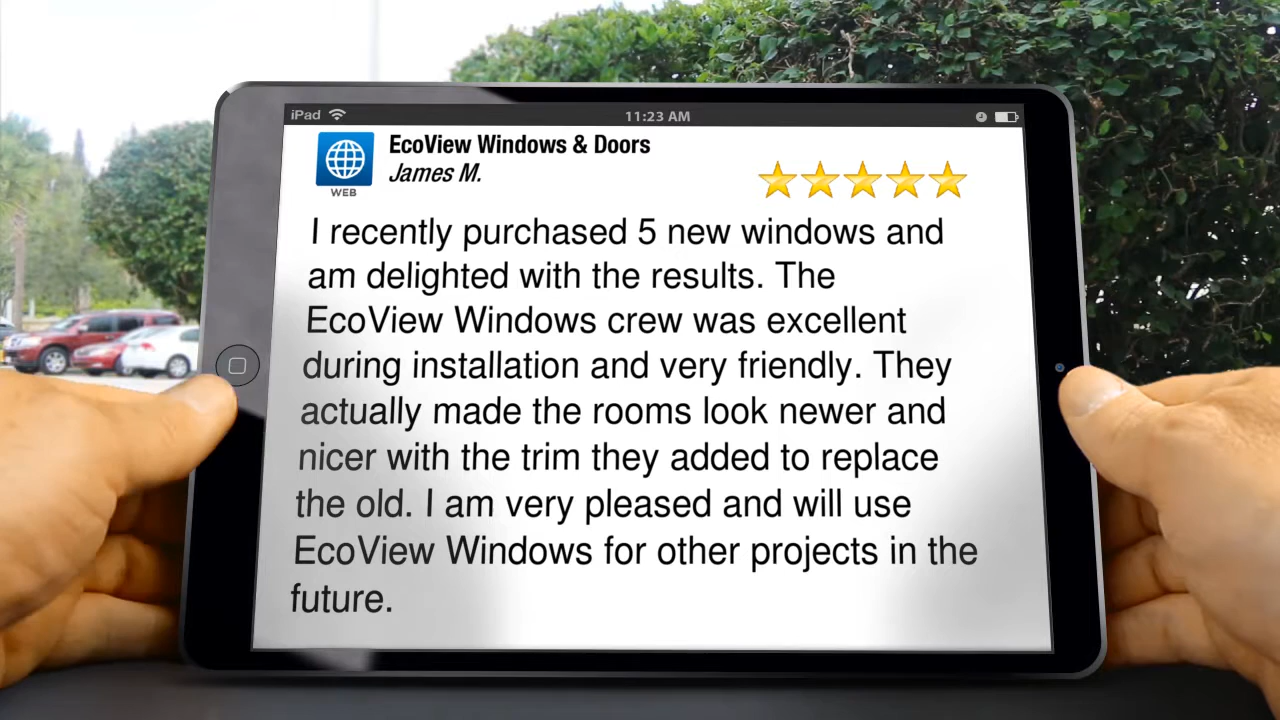 iPad 11:23 AM
EcoView Windows & Doors
James M.
WEB
I recently purchased 5 new windows and
am delighted with the results. The
EcoView Windows crew was excellent
during installation and very friendly. They
actually made the rooms look newer and
nicer with the trim they added to replace
the old. I am very pleased and will use
EcoView Windows for other projects in the
future.